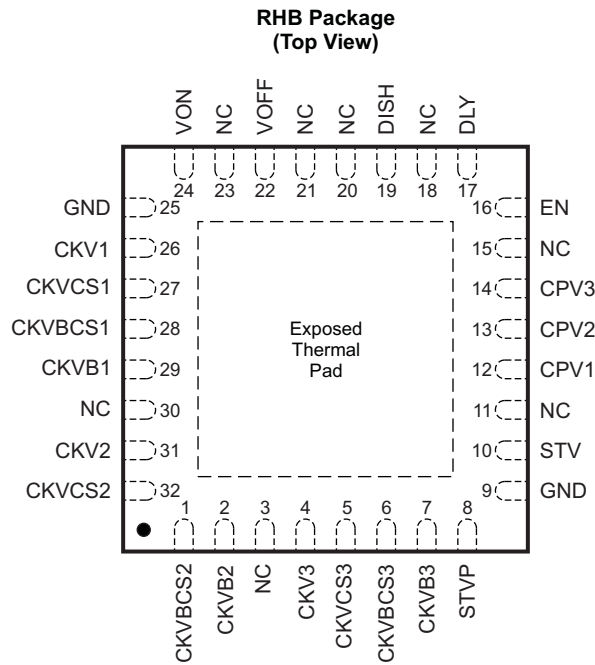 RHB Package
(Top View)
VON
NC
VOFF
NC
NC
DISH
NC
DLY
24
23
22
21
20
19
18
17
GND 25
CKV1 26
CKVCS1 27
CKVBCS1 28
CKVB1 29
NC 30
CKV2 31
CKVCS2 32
Exposed
Thermal
Pad
16 EN
15 NC
14 CPV3
13 CPV2
12 CPV1
11 NC
10 STV
9 GND
1
2
3
4
5
6
7
8
CKVBCS2
CKVB2
NC
CKV3
CKVCS3
CKVBCS3
CKVB3
STVP